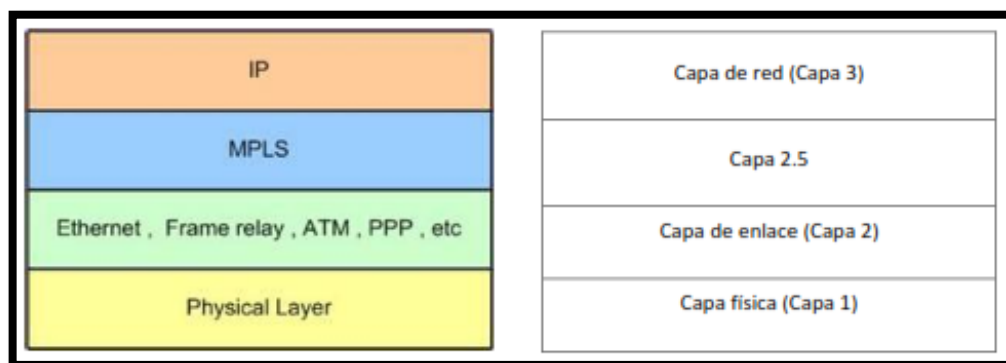 IP
MPLS
Ethernet , Frame relay , ATM , PPP , etc
Physical Layer
Capa de red (Capa 3)
Capa 2.5
Capa de enlace (Capa 2)
Capa física (Capa 1)